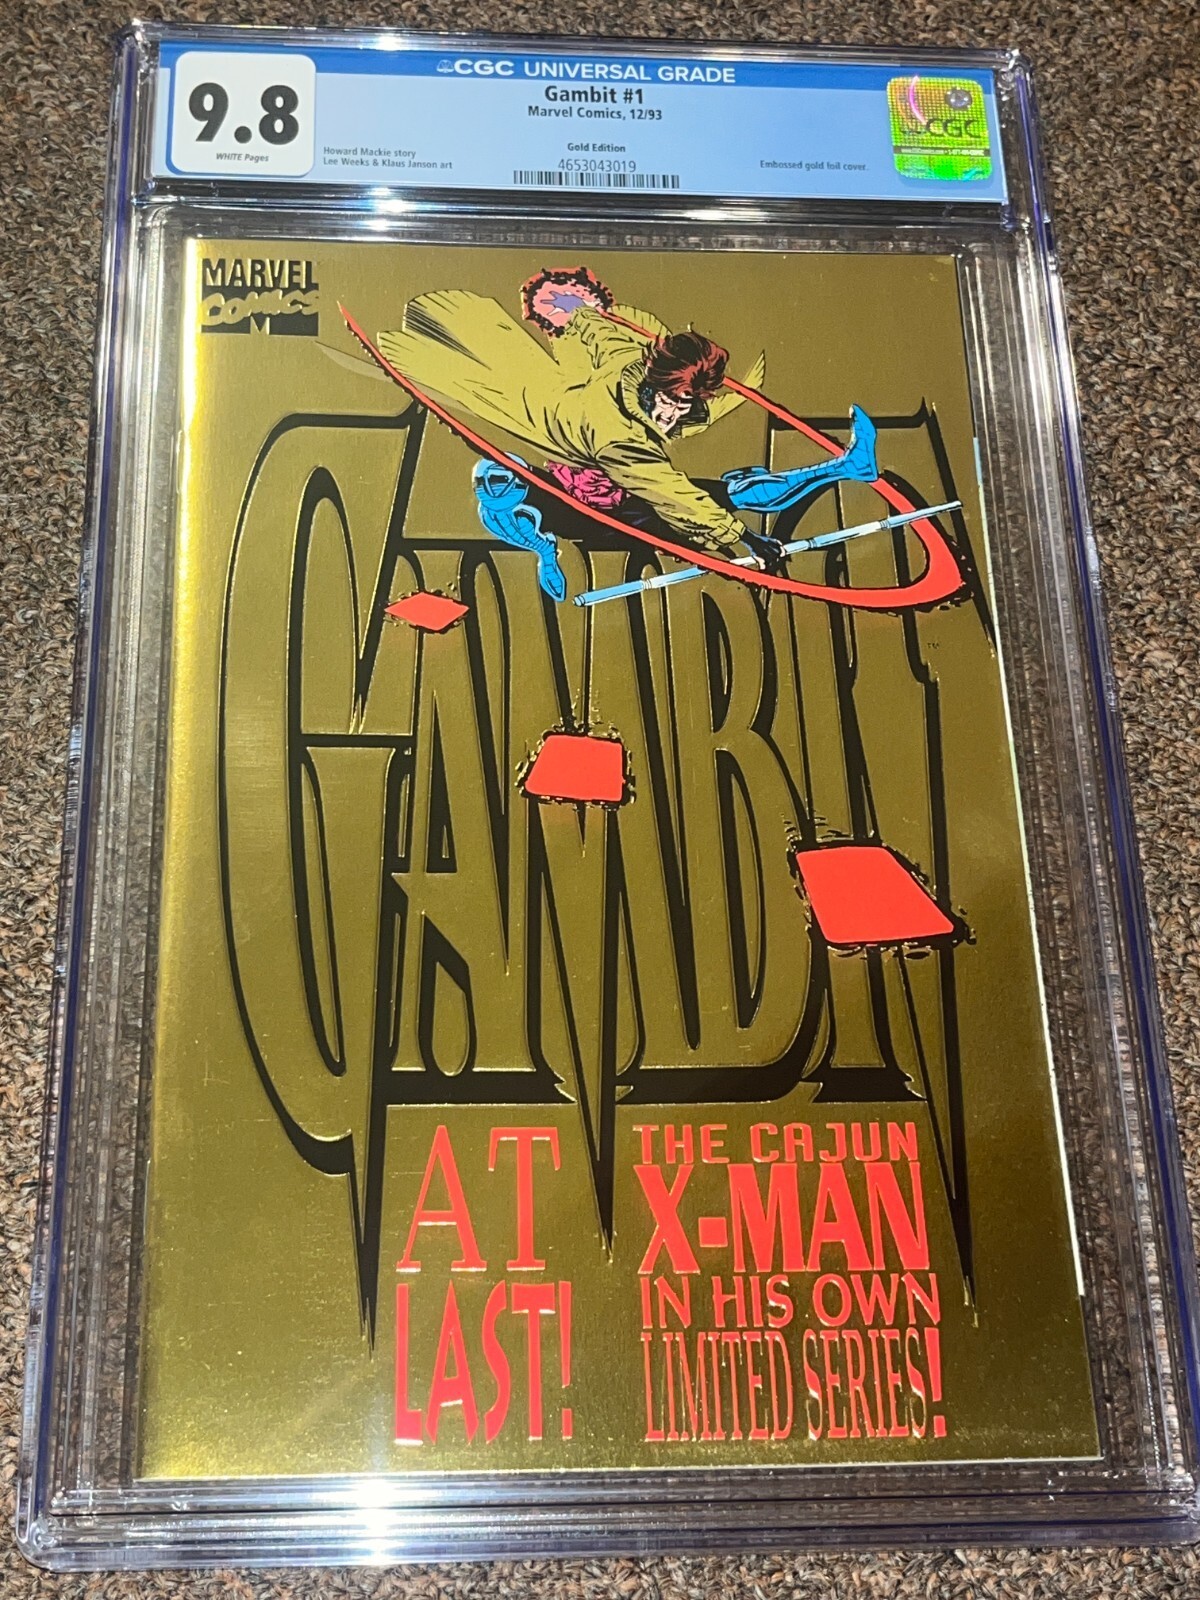 9.8
WHITE Pages
CGC UNIVERSAL GRADE
Gambit #1
Marvel Comics, 12/93
Gold Edition
Howard Mackie story
Lee Weeks & Klaus Janson art
4653043019
Embossed gold foil cover.
CGC
MARVEL
COMICS
M
GAMBIT
TM
AT
LAST!
THE CAJUN
X-MAN
IN HIS OWN
LIMITED SERIES!